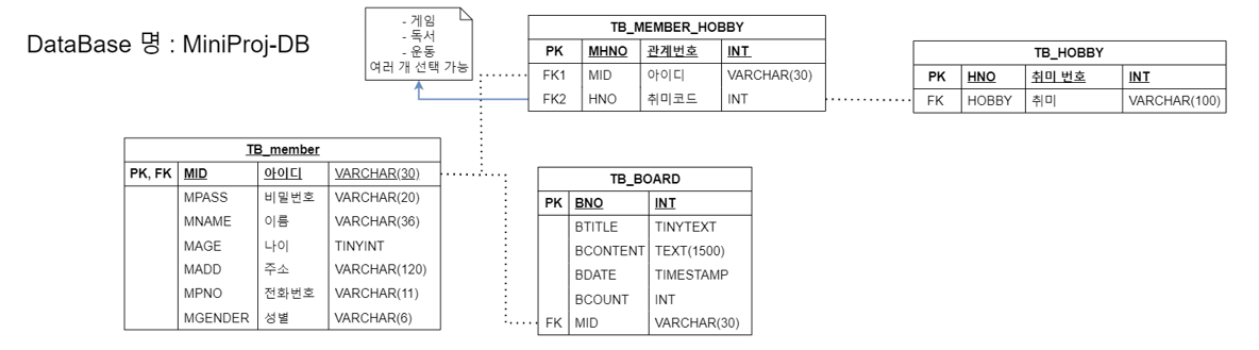 DataBase 명 : MiniProj-DB
- 게임
- 독서
- 운동
여러 개 선택 가능
TB_MEMBER_HOBBY
PK MHNO 관계번호 INT
FK1 MID 아이디 VARCHAR(30)
FK2 HNO 취미코드 INT
TB_HOBBY
PK HNO 취미 번호 INT
FK HOBBY 취미 VARCHAR(100)
TB_member
PK, FK MID 아이디 VARCHAR(30)
MPASS 비밀번호 VARCHAR(20)
MNAME 이름 VARCHAR(36)
MAGE 나이 TINYINT
MADD 주소 VARCHAR(120)
MPNO 전화번호 VARCHAR(11)
MGENDER 성별 VARCHAR(6)
TB_BOARD
PK BNO INT
BTITLE TINYTEXT
BCONTENT TEXT(1500)
BDATE TIMESTAMP
BCOUNT INT
FK MID VARCHAR(30)